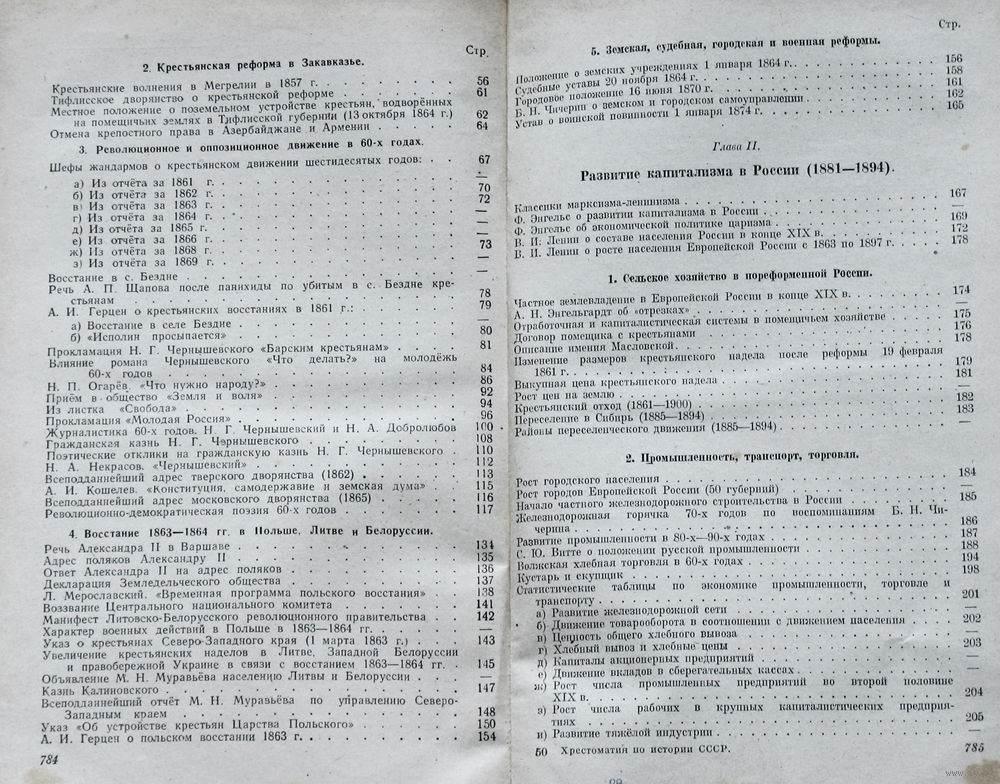 Стр.
2. Крестьянская реформа в Закавказье.
Крестьянские волнения в Мегрелии в 1857 г. 56
Тифлисское дворянство о крестьянской реформе 61
Местное положение о поземельном устройстве крестьян, водворённых
на помещичьих землях в Тифлисской губернии (13 октября 1864 г.) 62
Отмена крепостного права в Азербайджане и Армении 64
3. Революционное и оппозиционное движение в 60-х годах.
Шефы жандармов о крестьянском движении шестидесятых годов: 67
а) Из отчёта за 1861 г. —
б) Из отчёта за 1862 г. 70
в) Из отчёта за 1863 г. 72
г) Из отчёта за 1864 г. —
д) Из отчёта за 1865 г. —
е) Из отчёта за 1866 г. —
ж) Из отчёта за 1868 г. 73
з) Из отчёта за 1869 г. —
Восстание в с. Бездне —
Речь А. П. Щапова после панихиды по убитым в с. Бездне кре-
стьянам 78
А. И. Герцен о крестьянских восстаниях в 1861 г.: 79
а) Восстание в селе Бездне —
б) «Исполин просыпается» 80
Прокламация Н. Г. Чернышевского «Барским крестьянам» 81
Влияние романа Чернышевского «Что делать?» на молодёжь
60-х годов 84
Н. П. Огарёв. «Что нужно народу?» 86
Приём в общество «Земля и воля» 92
Из листка «Свобода» 94
Прокламация «Молодая Россия» 96
Журналистика 60-х годов. Н. Г. Чернышевский и Н. А. Добролюбов 100
Гражданская казнь Н. Г. Чернышевского 108
Поэтические отклики на гражданскую казнь Н. Г. Чернышевского 110
Н. А. Некрасов. «Чернышевский» 112
Всеподданнейший адрес тверского дворянства (1862) 113
А. И. Кошелев. «Конституция, самодержавие и земская дума» 115
Всеподданнейший адрес московского дворянства (1865) 116
Революционно-демократическая поэзия 60-х годов 117
4. Восстание 1863—1864 гг. в Польше, Литве и Белоруссии.
Речь Александра II в Варшаве 134
Адрес поляков Александру II 135
Ответ Александра II на адрес поляков 136
Декларация Земледельческого общества 137
Л. Мерославский. «Временная программа польского восстания» 138
Воззвание Центрального национального комитета 141
Манифест Литовско-Белорусского революционного правительства 142
Характер военных действий в Польше в 1863—1864 гг. —
Указ о крестьянах Северо-Западного края (1 марта 1863 г.) 143
Увеличение крестьянских наделов в Литве, Западной Белоруссии
и правобережной Украине в связи с восстанием 1863—1864 гг. 145
Объявление М. Н. Муравьёва населению Литвы и Белоруссии —
Казнь Калиновского 147
Всеподданнейший отчёт М. Н. Муравьёва по управлению Северо-
Западным краем 148
Указ «Об устройстве крестьян Царства Польского» 150
А. И. Герцен о польском восстании 1863 г. 154
784
Стр.
5. Земская, судебная, городская и военная реформы.
Положение о земских учреждениях 1 января 1864 г. 156
Судебные уставы 20 ноября 1864 г. 158
Городовое положение 16 июня 1870 г. 161
Б. Н. Чичерин о земском и городском самоуправлении 162
Устав о воинской повинности 1 января 1874 г. 165
Глава II.
Развитие капитализма в России (1881—1894).
Классики марксизма-ленинизма 167
Ф. Энгельс о развитии капитализма в России —
Ф. Энгельс об экономической политике царизма 169
В. И. Ленин о составе населения России в конце XIX в. 172
В. И. Ленин о росте населения Европейской России с 1863 по 1897 г. 178
1. Сельское хозяйство в пореформенной России.
Частное землевладение в Европейской России в конце XIX в. 174
А. Н. Энгельгардт об «отрезках» —
Отработочная и капиталистическая системы в помещичьем хозяйстве 175
Договор помещика с крестьянами 176
Описание имения Масловской 178
Изменение размеров крестьянского надела после реформы 19 февраля
1861 г. 179
Выкупная цена крестьянского надела 181
Рост цен на землю —
Крестьянский отход (1861—1900) 182
Переселение в Сибирь (1885—1894) 183
Районы переселенческого движения (1885—1894) —
2. Промышленность, транспорт, торговля.
Рост городского населения 184
Рост городов Европейской России (50 губерний) —
Начало частного железнодорожного строительства в России 185
Железнодорожная горячка 70-х годов по воспоминаниям Б. Н. Чи-
черина 186
Развитие промышленности в 80-х—90-х годах 187
С. Ю. Витте о положении русской промышленности 188
Волжская хлебная торговля в 60-х годах 194
Кустарь и скупщик 198
Статистические таблицы по экономике промышленности, торговле и
транспорту 201
а) Развитие железнодорожной сети —
б) Движение товарооборота в соотношении с движением населения 202
в) Ценность общего хлебного вывоза —
г) Хлебный вывоз и хлебные цены 203
д) Капиталы акционерных предприятий —
е) Движение вкладов в сберегательных кассах —
ж) Рост числа промышленных предприятий во второй половине
XIX в. 204
з) Рост числа рабочих в крупных капиталистических предприя-
тиях 205
и) Развитие тяжёлой индустрии —
50 Хрестоматия по истории СССР.
785